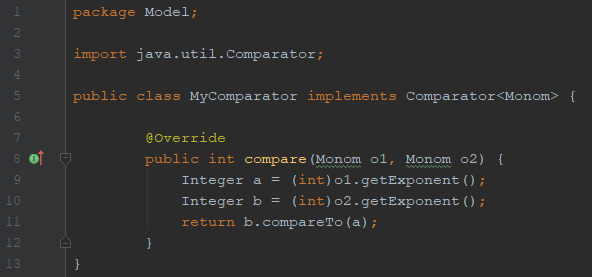 1 package Model;
2
3 import java.util.Comparator;
4
5 public class MyComparator implements Comparator<Monom> {
6
7 @Override
8 public int compare(Monom o1, Monom o2) {
9 Integer a = (int)o1.getExponent();
10 Integer b = (int)o2.getExponent();
11 return b.compareTo(a);
12 }
13 }